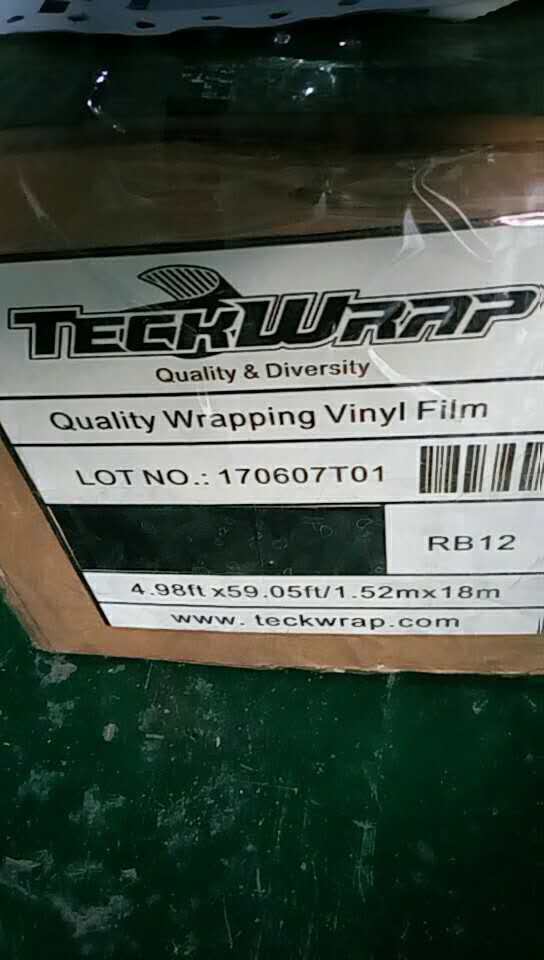 TECKWRAP
Quality & Diversity
Quality Wrapping Vinyl Film
LOT NO.: 170607T01
RB12
4.98ft x59.05ft/1.52mx18m
www. teckwrap.com